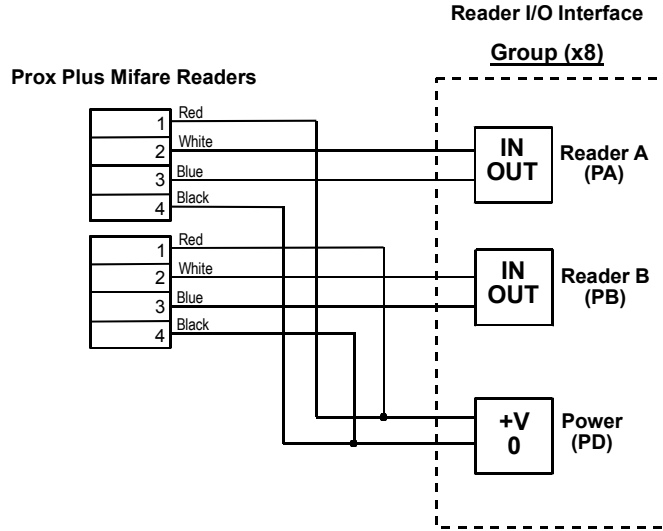 Reader I/O Interface
Group (x8)
Prox Plus Mifare Readers
1 Red
2 White
3 Blue
4 Black
1 Red
2 White
3 Blue
4 Black
IN
OUT
Reader A
(PA)
IN
OUT
Reader B
(PB)
+V
0
Power
(PD)